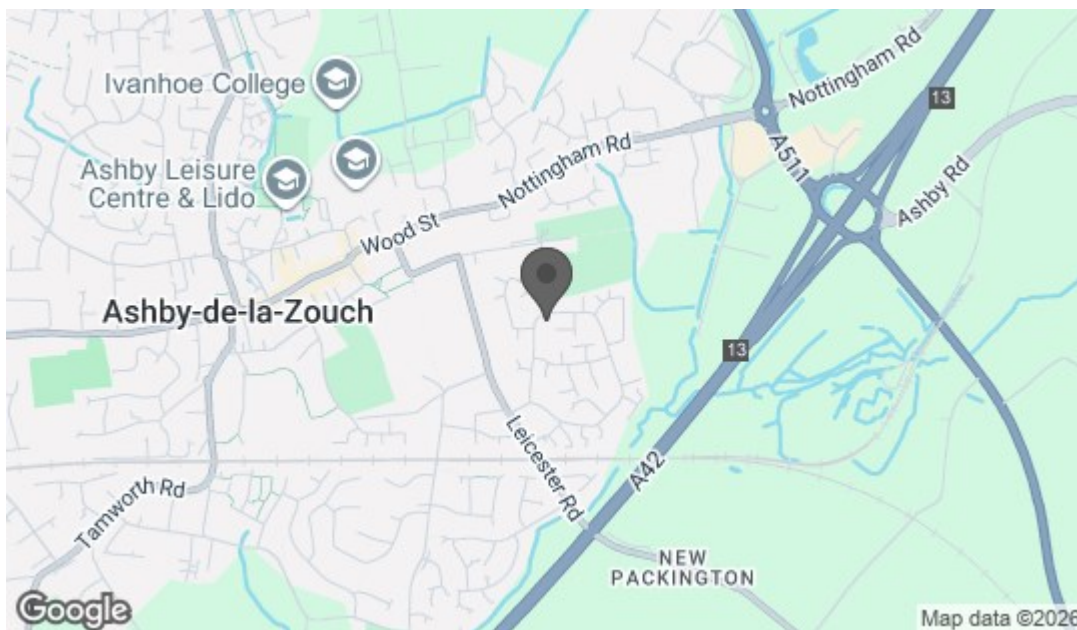 Ivanhoe College
Ashby Leisure
Centre & Lido
Wood St
Nottingham Rd
Nottingham Rd
13
A511
Ashby Rd
Ashby-de-la-Zouch
13
Leicester Rd
A42
Tamworth Rd
NEW
PACKINGTON
Google
Map data ©2026